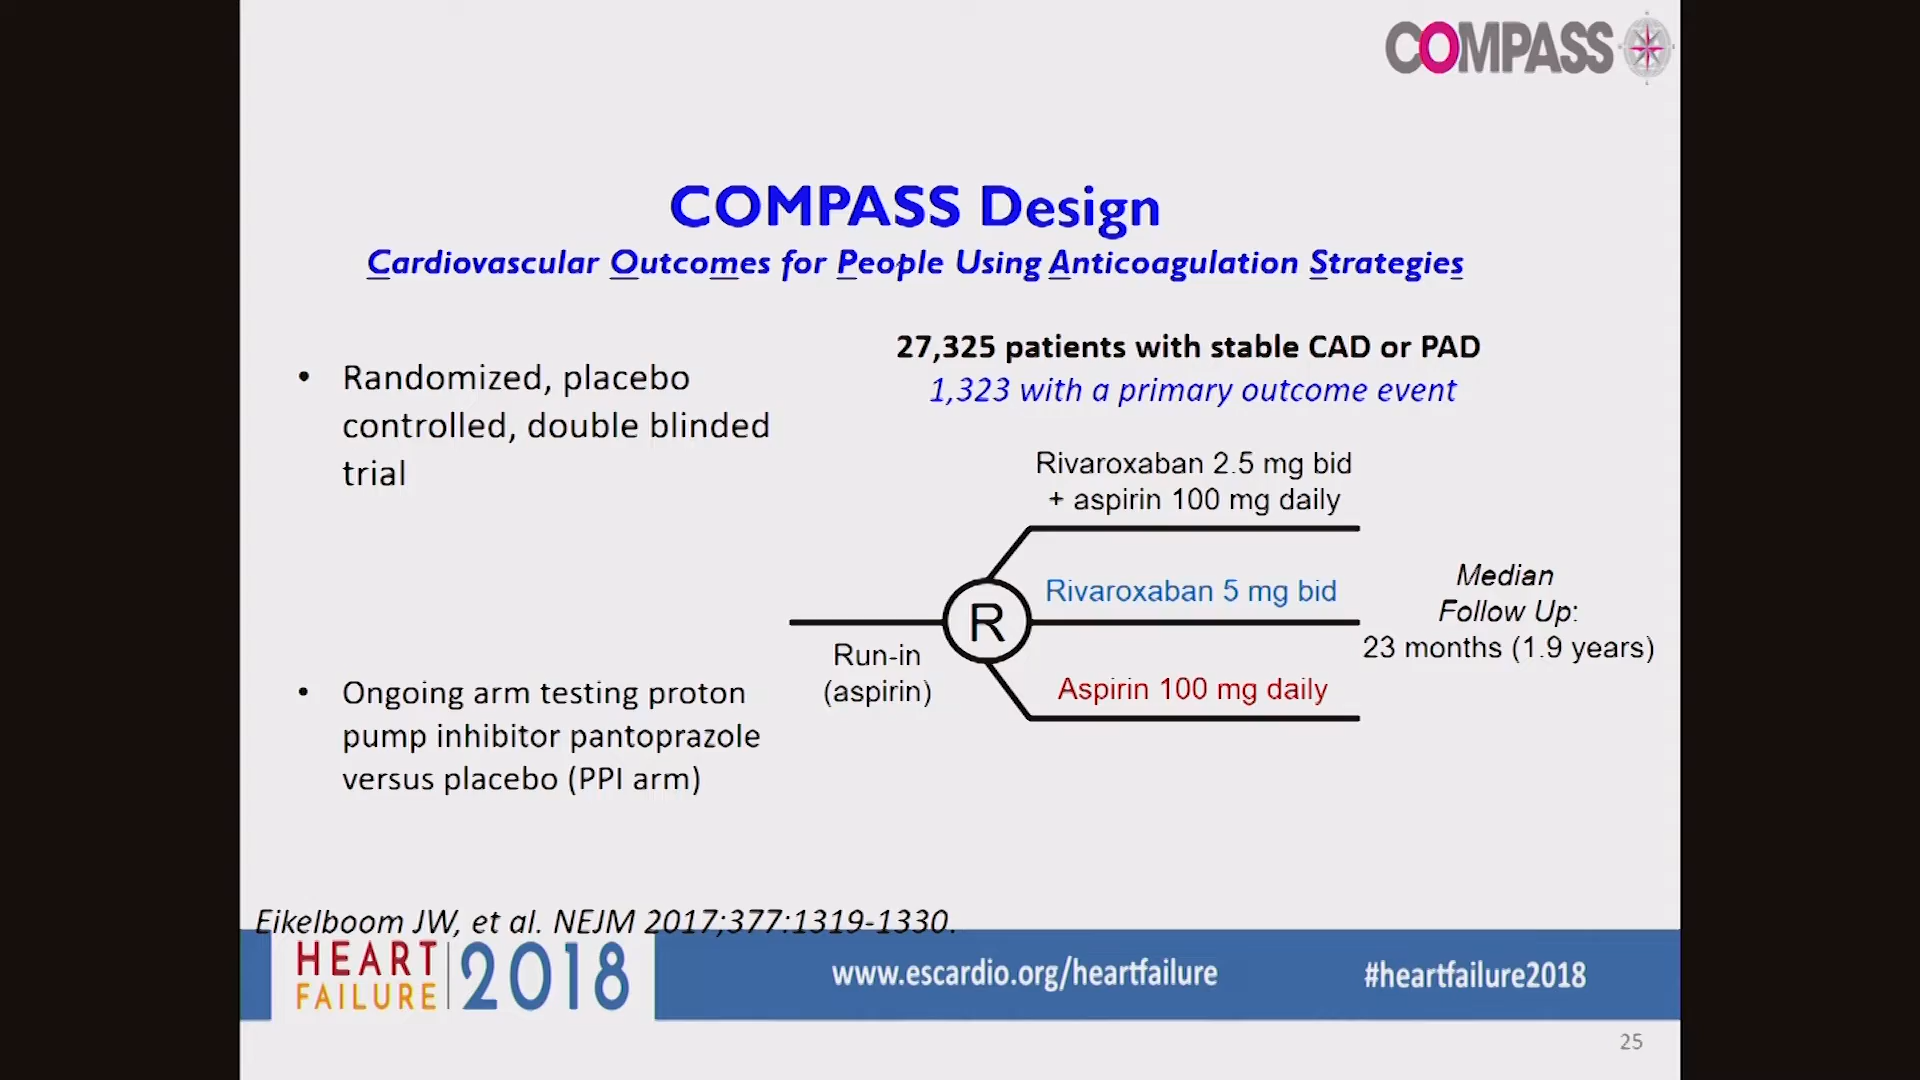 COMPASS
COMPASS Design
Cardiovascular Outcomes for People Using Anticoagulation Strategies
• Randomized, placebo
controlled, double blinded
trial
• Ongoing arm testing proton
pump inhibitor pantoprazole
versus placebo (PPI arm)
27,325 patients with stable CAD or PAD
1,323 with a primary outcome event
Rivaroxaban 2.5 mg bid
+ aspirin 100 mg daily
Rivaroxaban 5 mg bid
R
Run-in
(aspirin)
Aspirin 100 mg daily
Median
Follow Up:
23 months (1.9 years)
Eikelboom JW, et al. NEJM 2017;377:1319-1330.
HEART
FAILURE
2018
www.escardio.org/heartfailure
#heartfailure2018
25